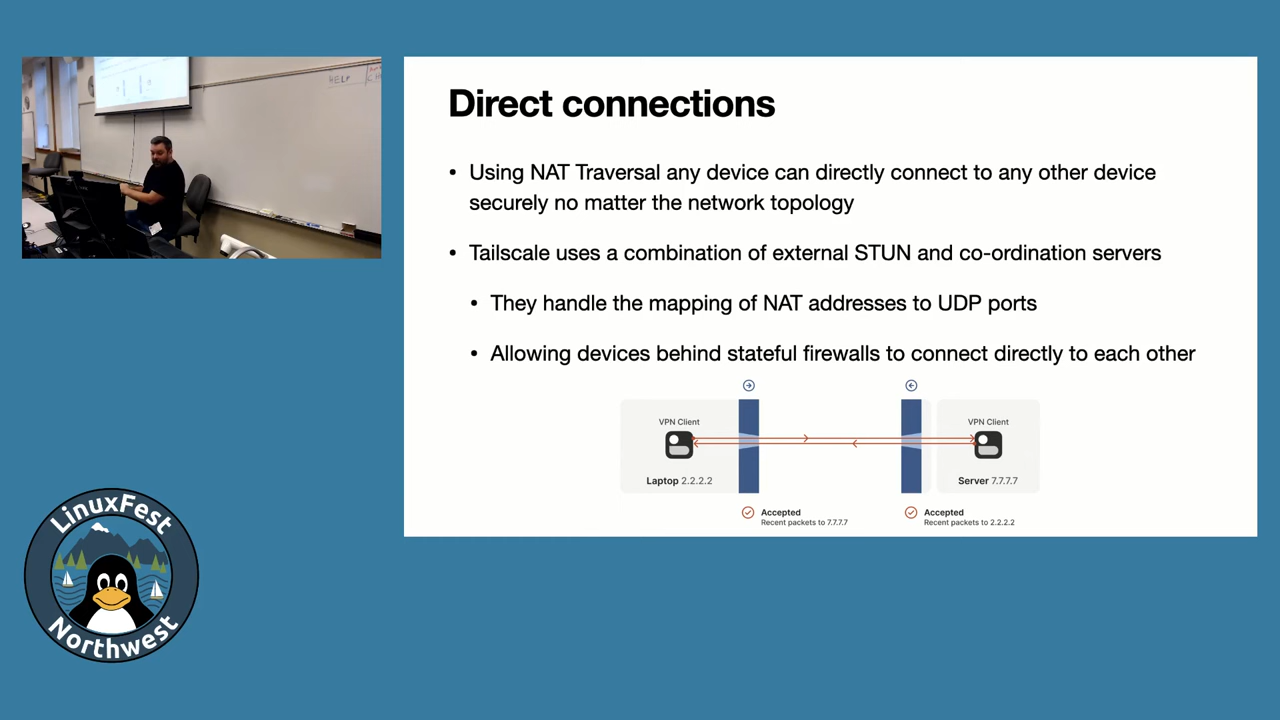 HELP
Direct connections
• Using NAT Traversal any device can directly connect to any other device
securely no matter the network topology
• Tailscale uses a combination of external STUN and co-ordination servers
• They handle the mapping of NAT addresses to UDP ports
• Allowing devices behind stateful firewalls to connect directly to each other
VPN Client
Laptop 2.2.2.2
VPN Client
Server 7.7.7.7
Accepted
Recent packets to 7.7.7.7
Accepted
Recent packets to 2.2.2.2
LinuxFest
Northwest